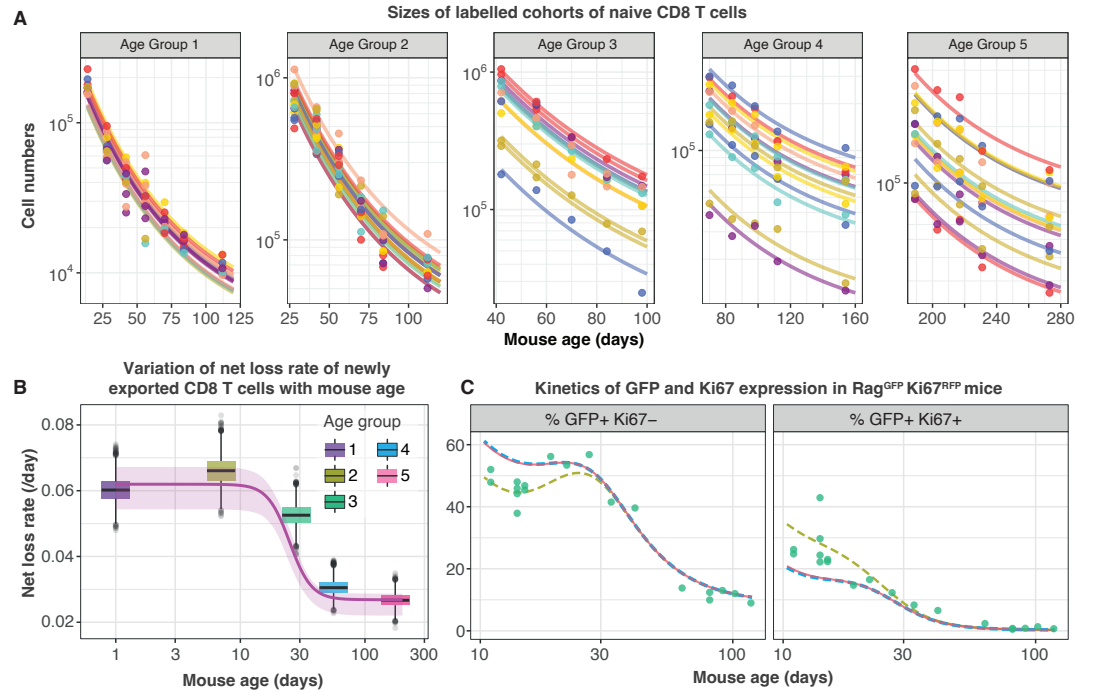 A
Sizes of labelled cohorts of naive CD8 T cells
Age Group 1
Age Group 2
Age Group 3
Age Group 4
Age Group 5
Cell numbers
10^5
10^4
10^6
10^5
10^6
10^5
10^5
10^5
25 50 75 100 125
25 50 75 100
40 60 80 100
80 120 160
200 240 280
Mouse age (days)
B
Variation of net loss rate of newly
exported CD8 T cells with mouse age
Net loss rate (/day)
0.08
0.06
0.04
0.02
Age group
1 4
2 5
3
1 3 10 30 100 300
Mouse age (days)
C
Kinetics of GFP and Ki67 expression in Rag^GFP Ki67^RFP mice
% GFP+ Ki67−
% GFP+ Ki67+
60
40
20
0
10 30 100
10 30 100
Mouse age (days)